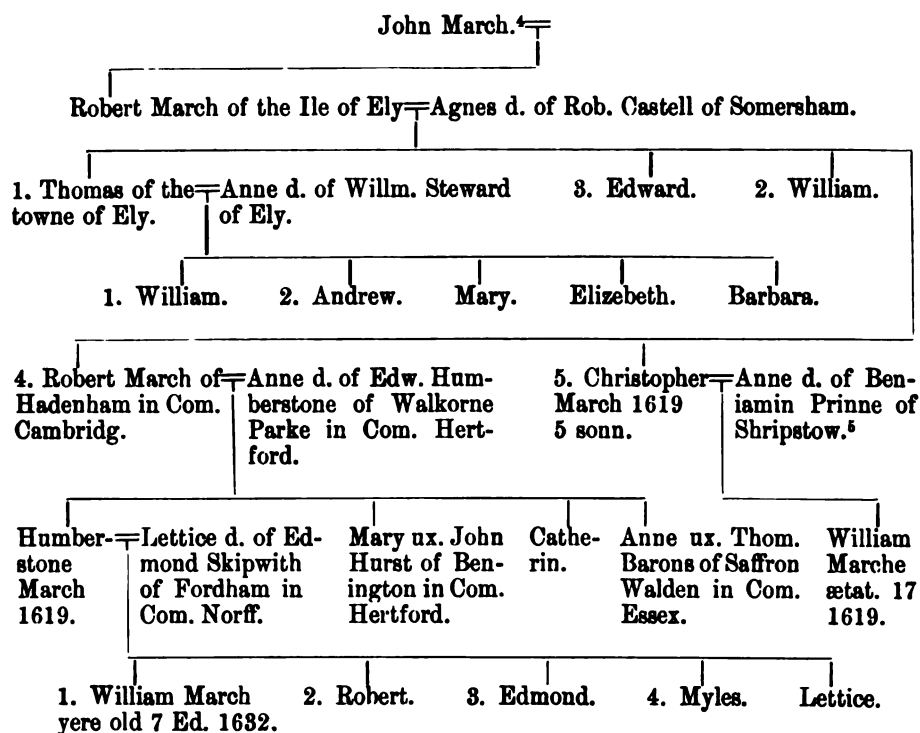 John March.⁴
Robert March of the Ile of Ely Agnes d. of Rob. Castell of Somersham.
1. Thomas of the
towne of Ely.
Anne d. of Willm. Steward
of Ely.
3. Edward.
2. William.
1. William.
2. Andrew.
Mary.
Elizebeth.
Barbara.
4. Robert March of
Hadenham in Com.
Cambridg.
Anne d. of Edw. Hum-
berstone of Walkorne
Parke in Com. Hert-
ford.
5. Christopher
March 1619
5 sonn.
Anne d. of Ben-
iamin Prinne of
Shripstow.⁵
Humber-
stone
March
1619.
Lettice d. of Ed-
mond Skipwith
of Fordham in
Com. Norff.
Mary ux. John
Hurst of Ben-
ington in Com.
Hertford.
Cathe-
rin.
Anne ux. Thom.
Barons of Saffron
Walden in Com.
Essex.
William
Marche
ætat. 17
1619.
1. William March
yere old 7 Ed. 1632.
2. Robert.
3. Edmond.
4. Myles.
Lettice.